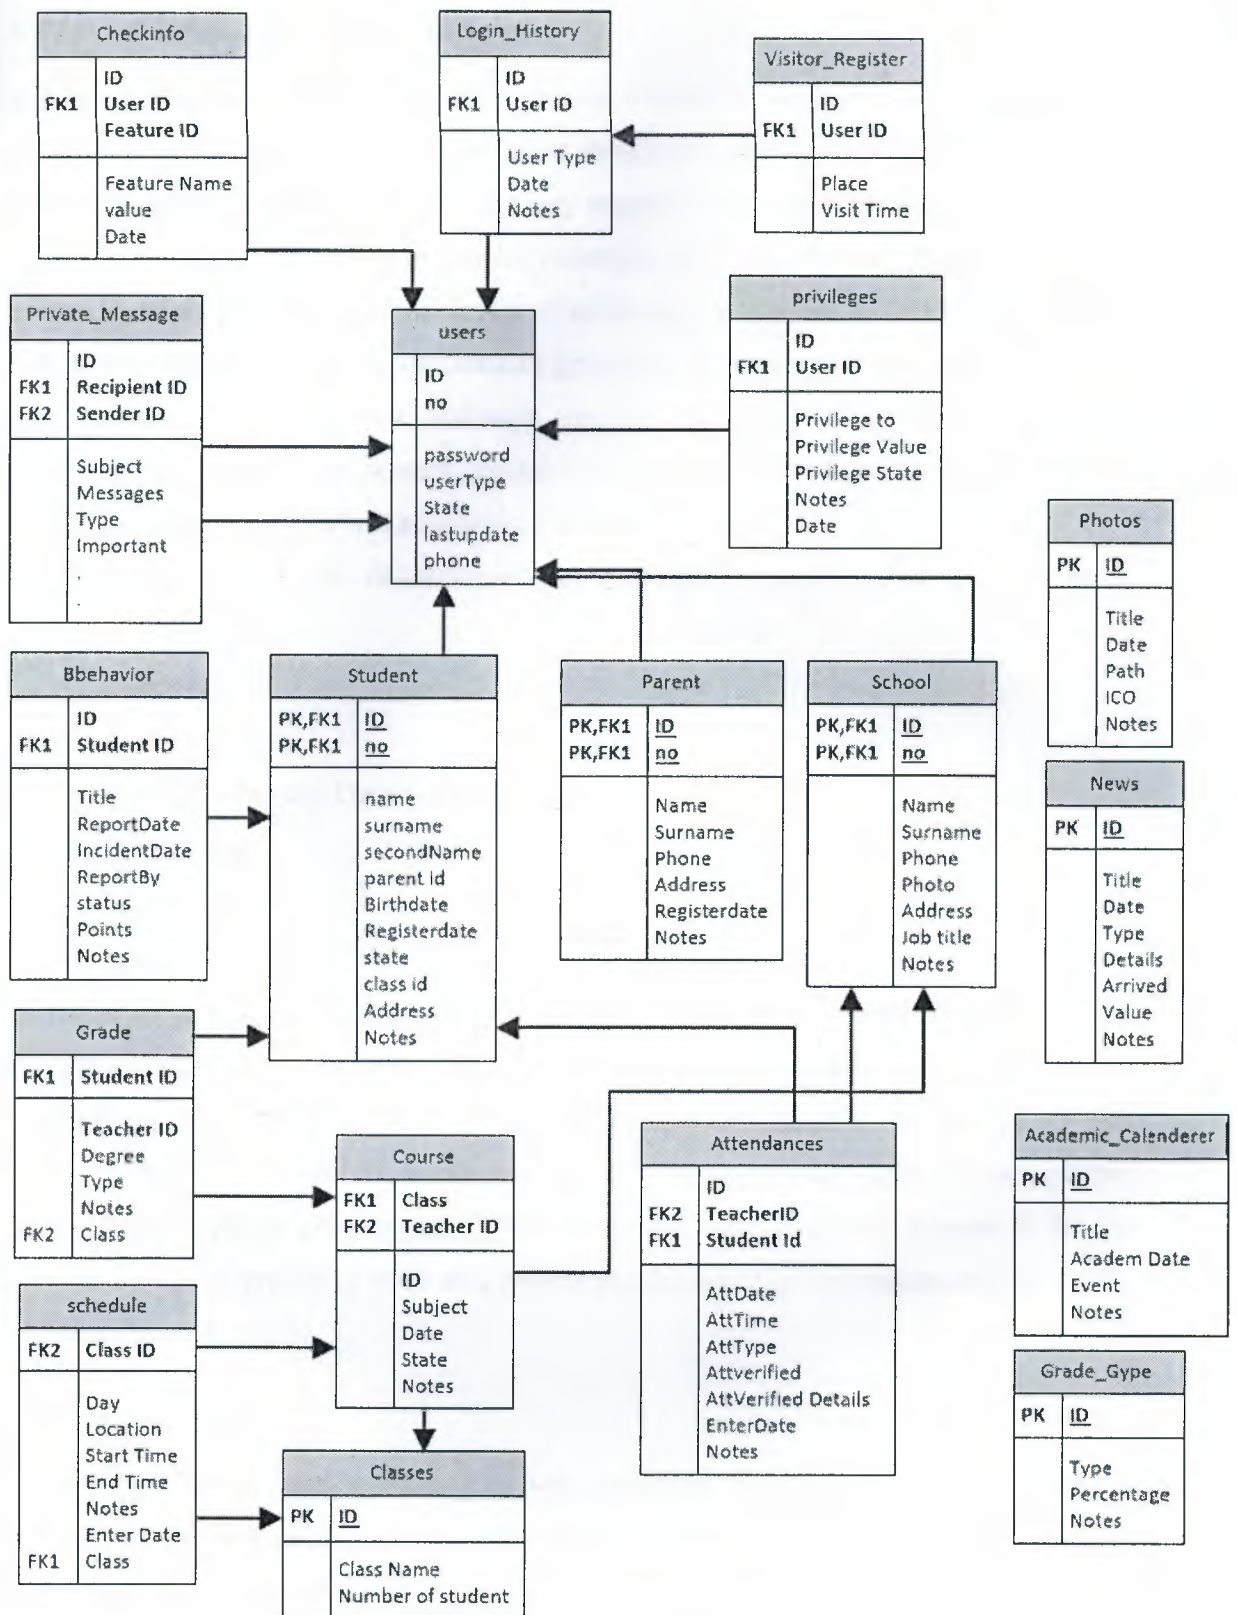 Checkinfo
ID
FK1 User ID
Feature ID
Feature Name
value
Date
Login_History
ID
FK1 User ID
User Type
Date
Notes
Visitor_Register
ID
FK1 User ID
Place
Visit Time
Private_Message
ID
FK1 Recipient ID
FK2 Sender ID
Subject
Messages
Type
Important
.
.
users
ID
no
password
userType
State
lastupdate
phone
privileges
ID
FK1 User ID
Privilege to
Privilege Value
Privilege State
Notes
Date
Photos
PK ID
Title
Date
Path
ICO
Notes
Bbehavior
ID
FK1 Student ID
Title
ReportDate
IncidentDate
ReportBy
status
Points
Notes
Student
PK,FK1 ID
PK,FK1 no
name
surname
secondName
parent id
Birthdate
Registerdate
state
class id
Address
Notes
Parent
PK,FK1 ID
PK,FK1 no
Name
Surname
Phone
Address
Registerdate
Notes
School
PK,FK1 ID
PK,FK1 no
Name
Surname
Phone
Photo
Address
Job title
Notes
News
PK ID
Title
Date
Type
Details
Arrived
Value
Notes
Grade
FK1 Student ID
Teacher ID
Degree
Type
Notes
FK2 Class
Course
FK1 Class
FK2 Teacher ID
ID
Subject
Date
State
Notes
Attendances
ID
FK2 TeacherID
FK1 Student Id
AttDate
AttTime
AttType
Attverified
AttVerified Details
EnterDate
Notes
Academic_Calenderer
PK ID
Title
Academ Date
Event
Notes
schedule
FK2 Class ID
Day
Location
Start Time
End Time
Notes
Enter Date
FK1 Class
Classes
PK ID
Class Name
Number of student
Grade_Gype
PK ID
Type
Percentage
Notes